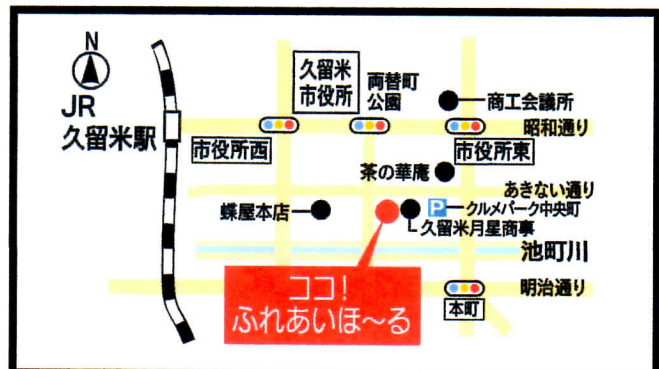 N
JR
久留米駅
久留米
市役所
両替町
公園
商工会議所
昭和通り
市役所西
市役所東
茶の華庵
あきない通り
蝶屋本店
P
クルメパーク中央町
久留米月星商事
池町川
ココ!
ふれあいほ〜る
明治通り
本町